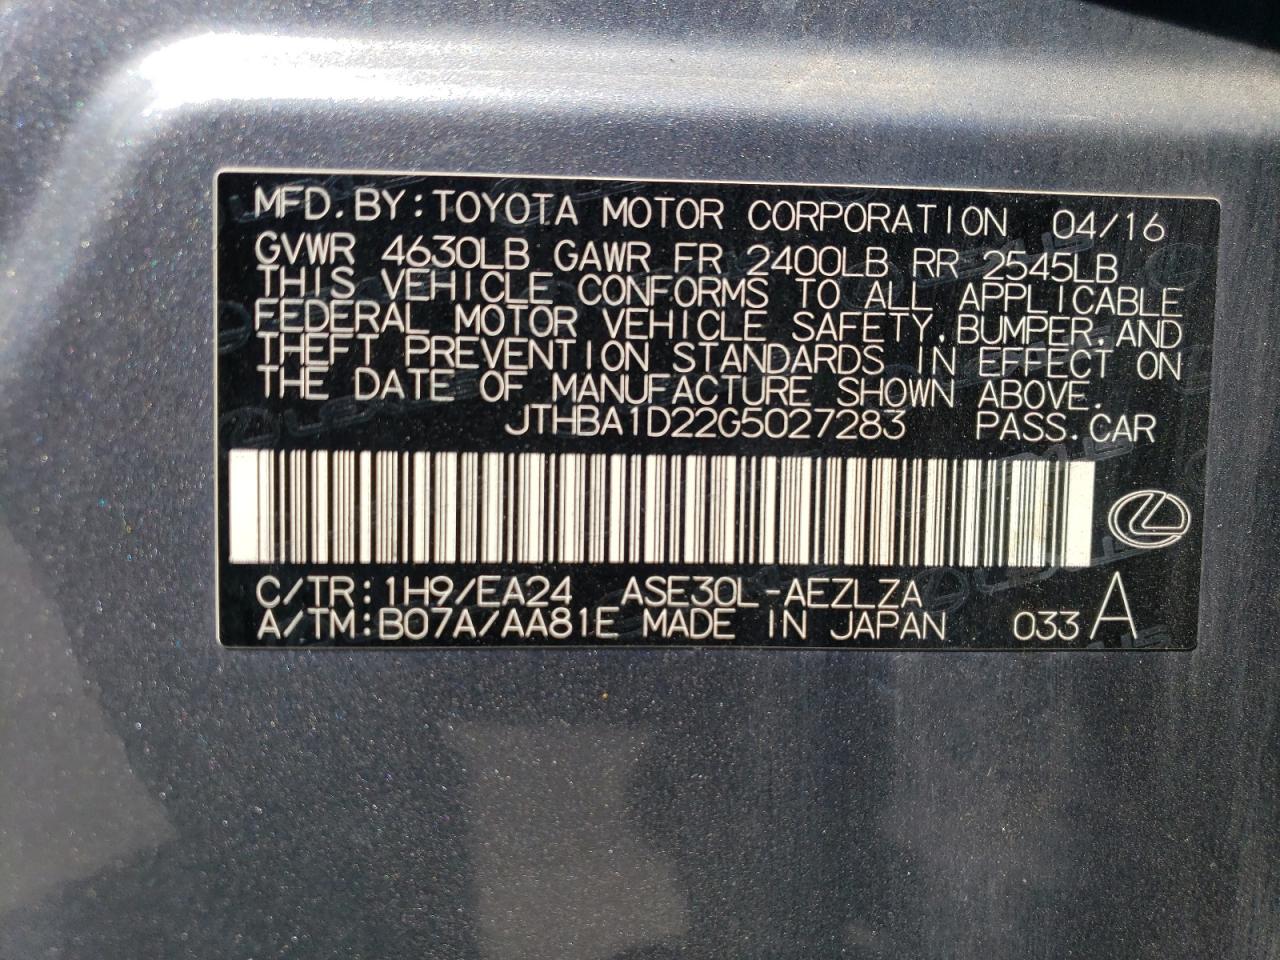 MFD. BY: TOYOTA MOTOR CORPORATION 04/16
GVWR 4630LB GAWR FR 2400LB RR 2545LB
THIS VEHICLE CONFORMS TO ALL APPLICABLE
FEDERAL MOTOR VEHICLE SAFETY, BUMPER, AND
THEFT PREVENTION STANDARDS IN EFFECT ON
THE DATE OF MANUFACTURE SHOWN ABOVE.
JTHBA1D22G5027283 PASS. CAR
C/TR: 1H9/EA24 ASE30L-AEZLZA
A/TM: B07A/AA81E MADE IN JAPAN 033 A